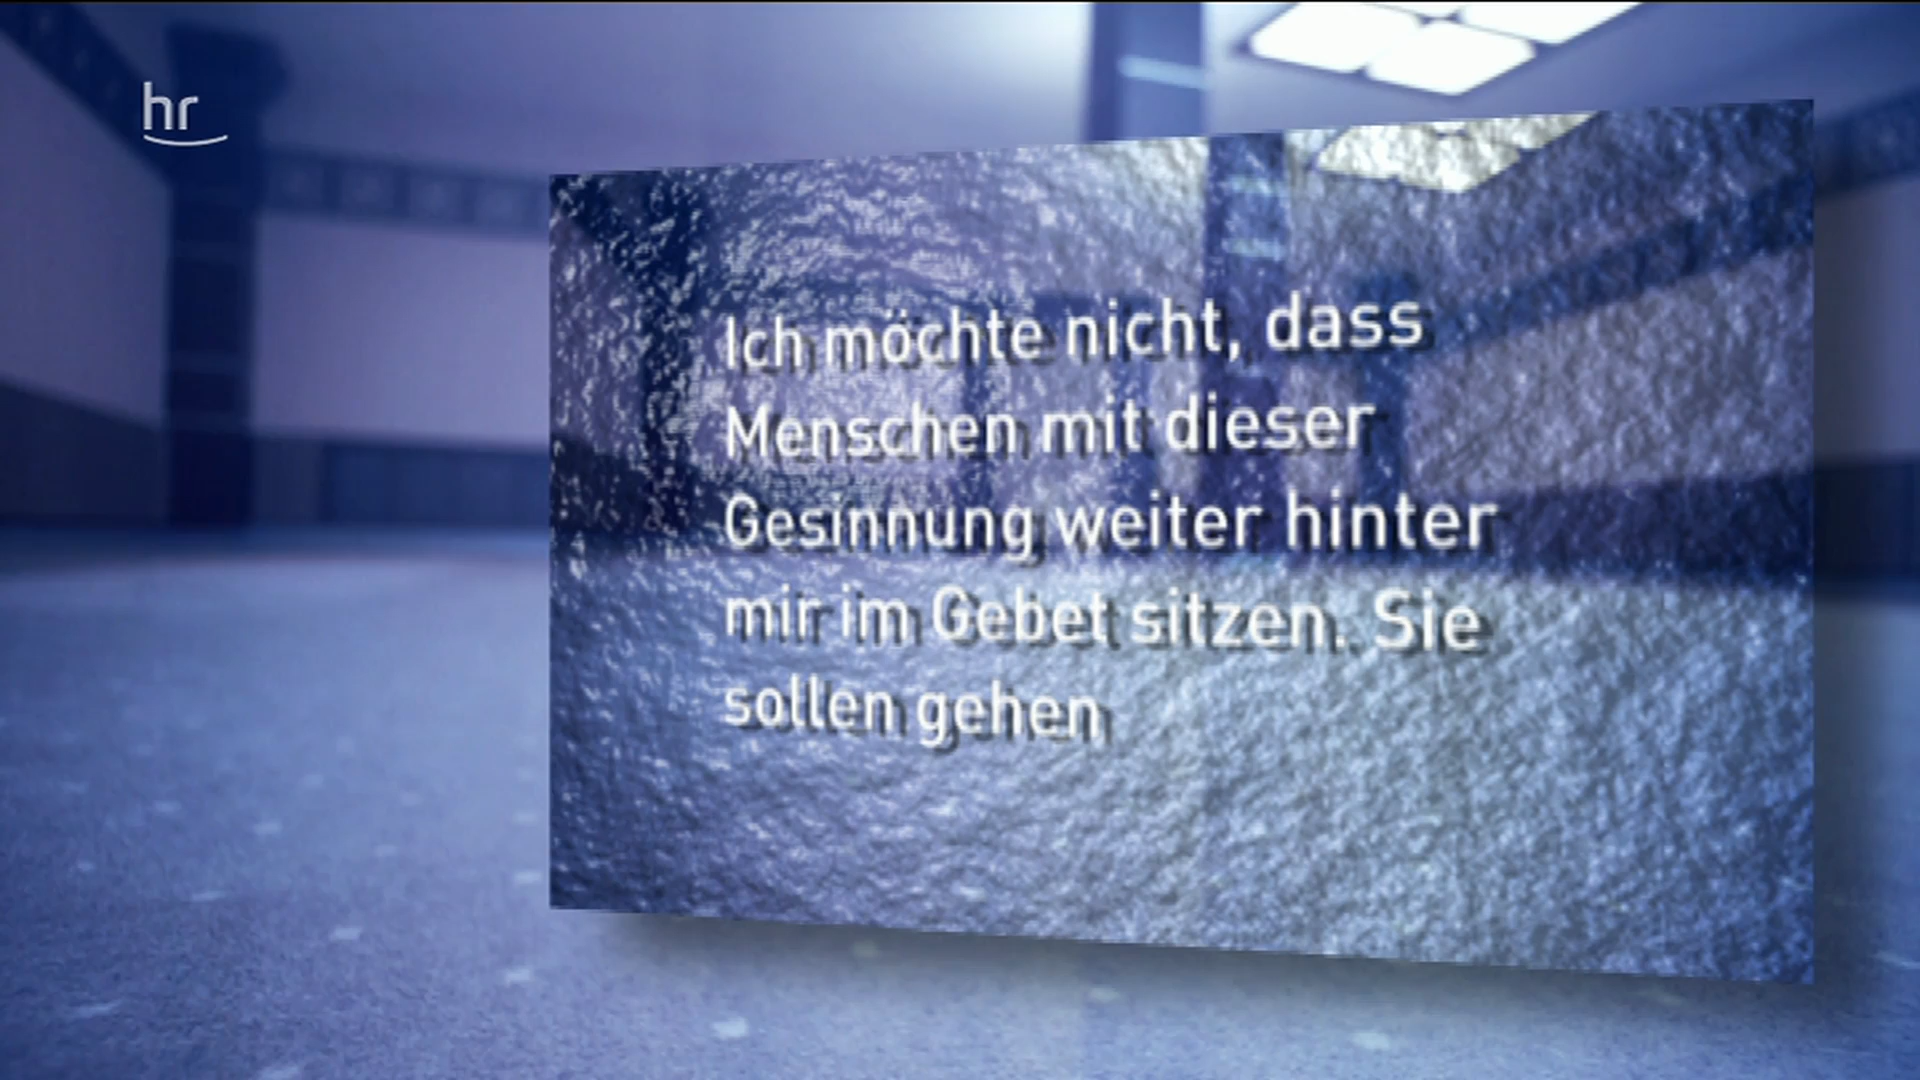 hr
Ich möchte nicht, dass
Menschen mit dieser
Gesinnung weiter hinter
mir im Gebet sitzen. Sie
sollen gehen